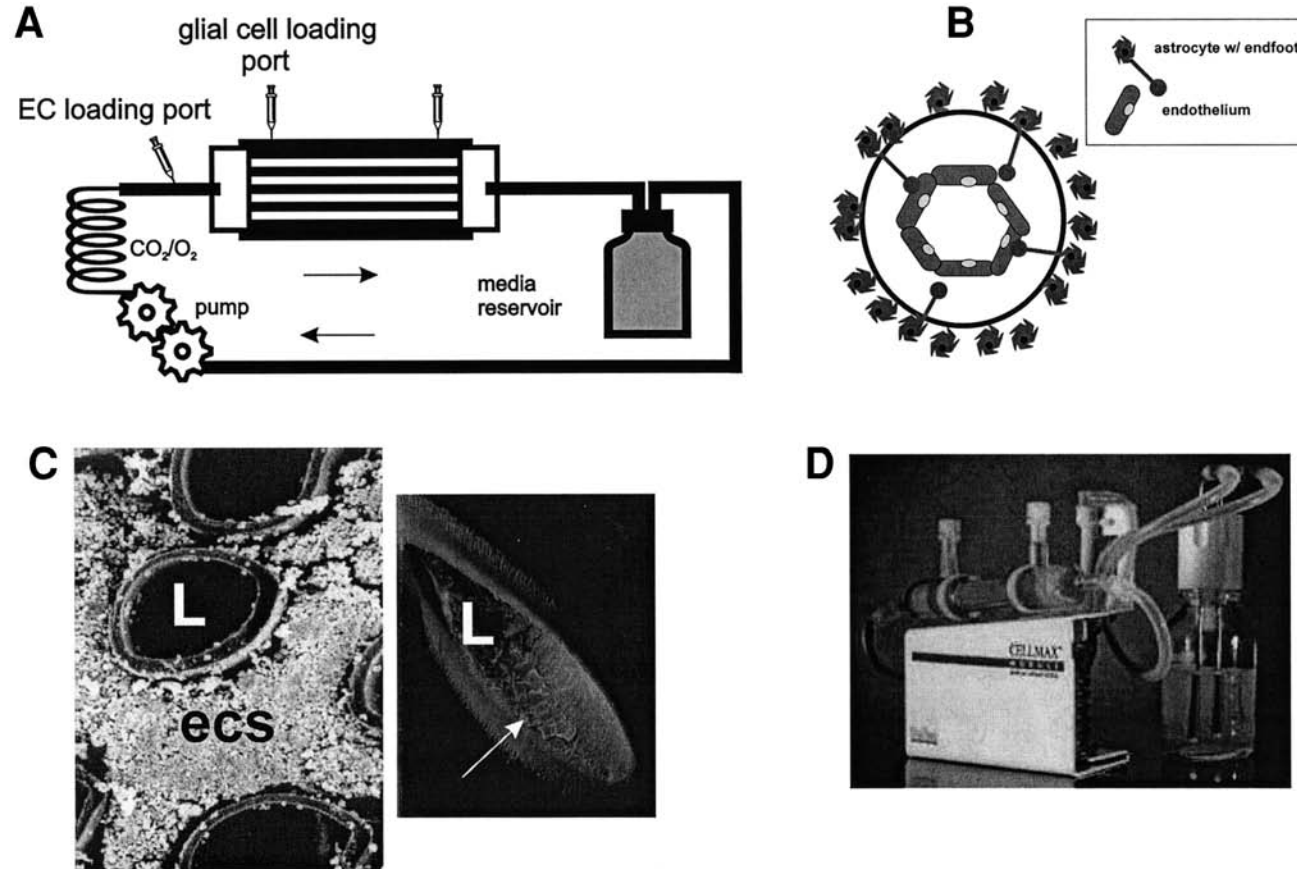 A
glial cell loading
port
EC loading port
CO₂/O₂
pump
media
reservoir
B
astrocyte w/ endfoot
endothelium
C
L
ecs
L
D
CELLMAX